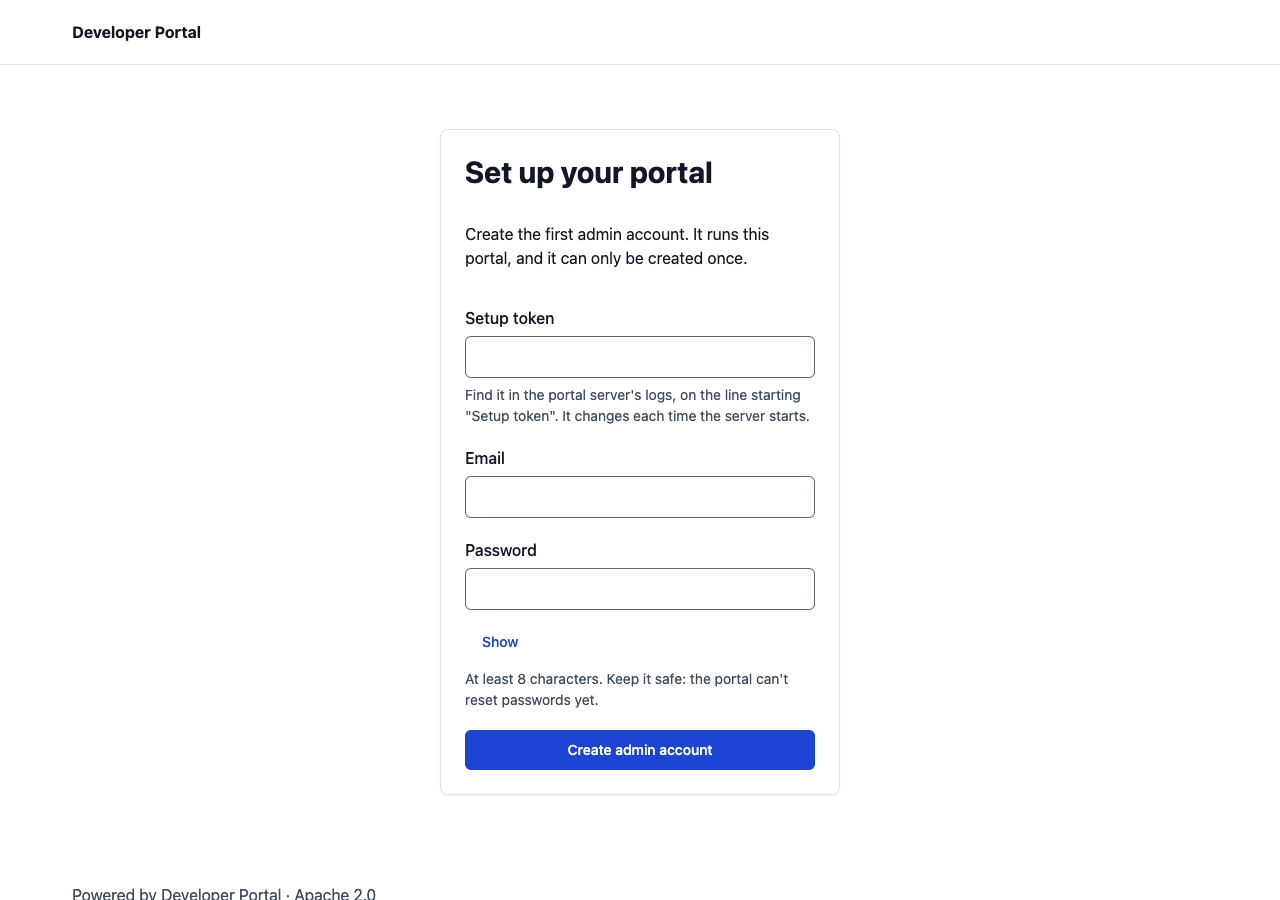 Developer Portal
Set up your portal
Create the first admin account. It runs this
portal, and it can only be created once.
Setup token
Find it in the portal server's logs, on the line starting
"Setup token". It changes each time the server starts.
Email
Password
Show
At least 8 characters. Keep it safe: the portal can't
reset passwords yet.
Create admin account
Powered by Developer Portal · Apache 2.0